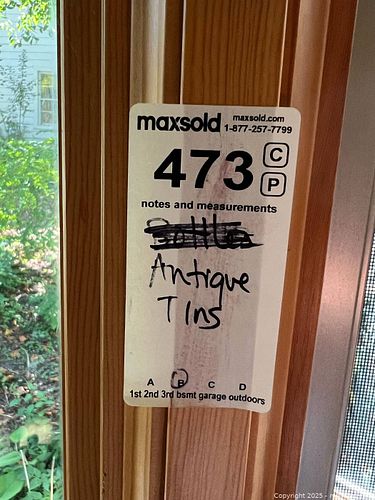 maxsold maxsold.com
1-877-257-7799
473 C
P
notes and measurements
Bottles
Antique
Tins
A B C D
1st 2nd 3rd bsmt garage outdoors